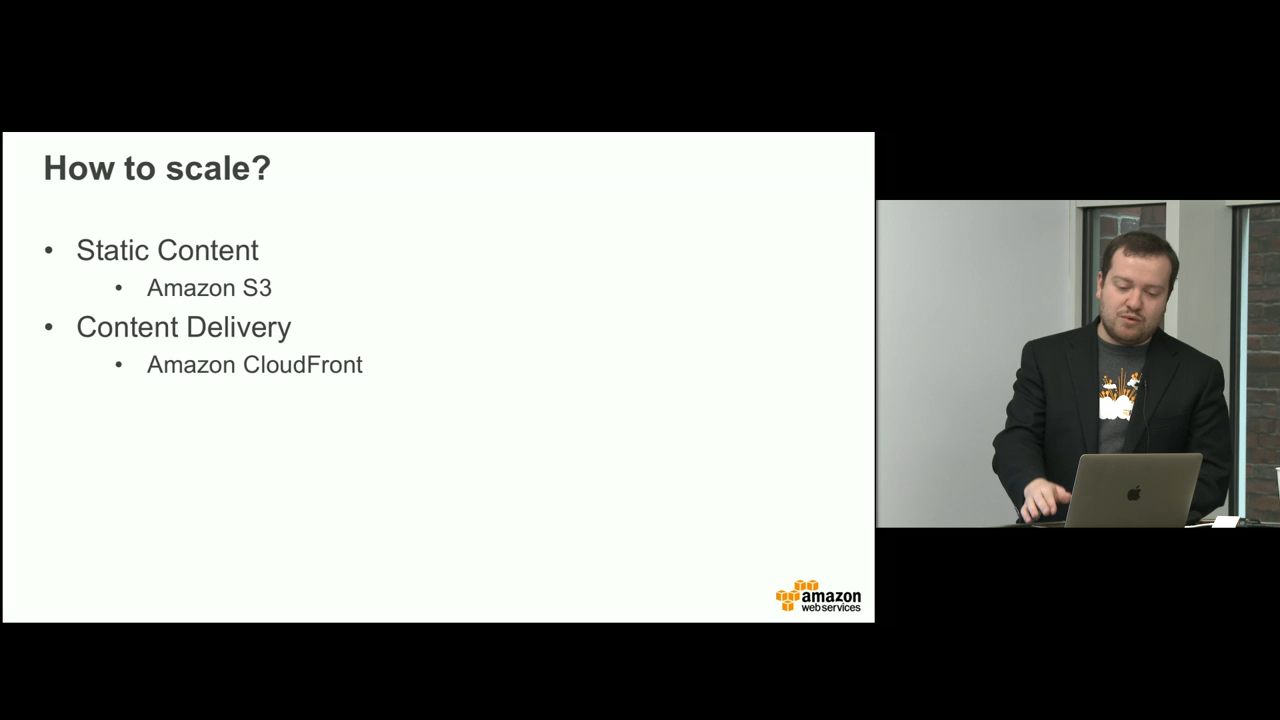 How to scale?
• Static Content
• Amazon S3
• Content Delivery
• Amazon CloudFront
amazon
webservices